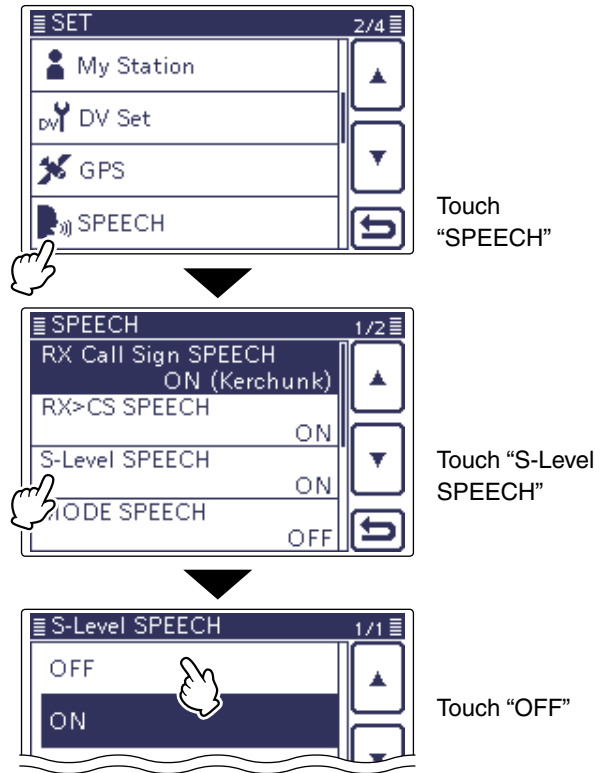 SET 2/4
My Station
DV DV Set
GPS
SPEECH
Touch
“SPEECH”
SPEECH 1/2
RX Call Sign SPEECH
ON (Kerchunk)
RX>CS SPEECH
ON
S-Level SPEECH
ON
MODE SPEECH
OFF
Touch “S-Level
SPEECH”
S-Level SPEECH 1/1
OFF
ON
Touch “OFF”